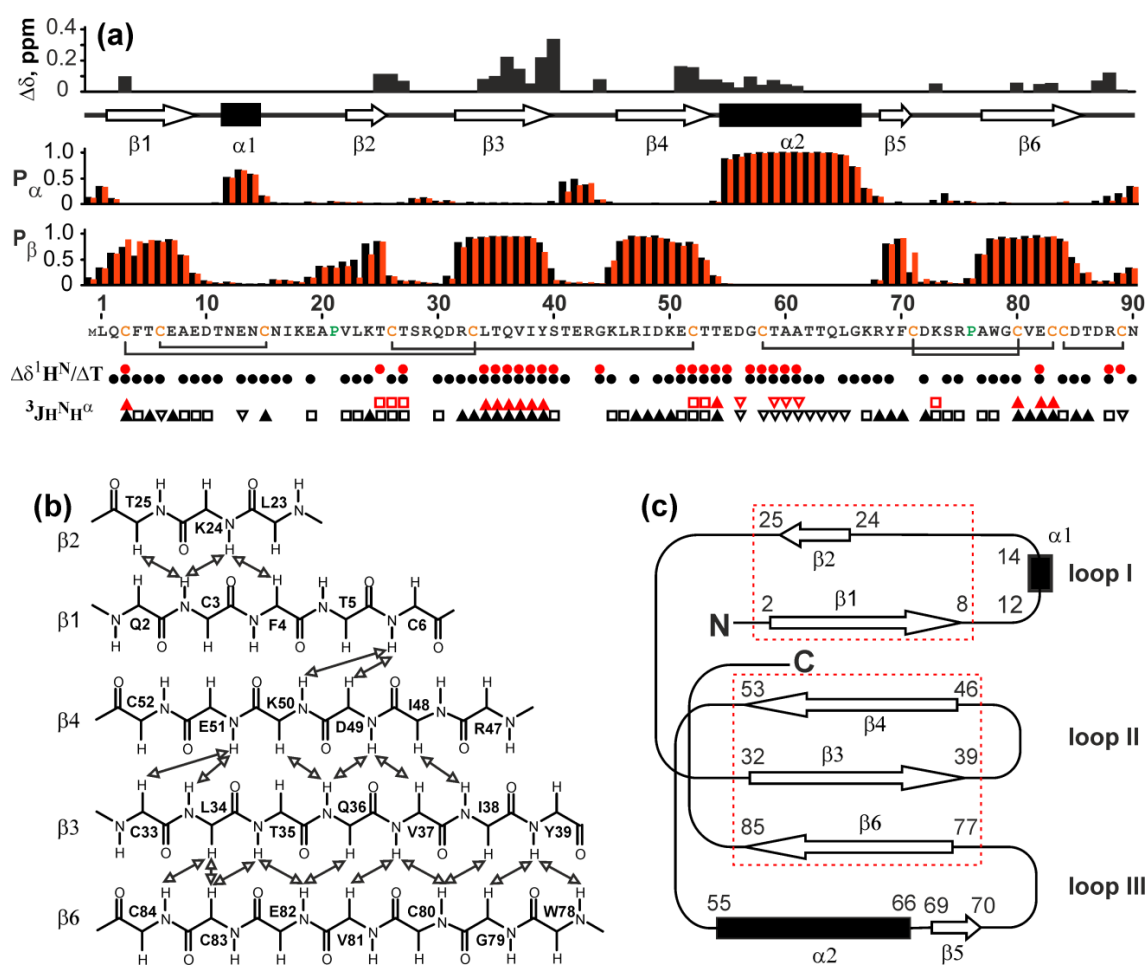 (a)
Δδ, ppm
0.4
0.2
0
β1 α1 β2 β3 β4 α2 β5 β6
Pα
1.0
0.5
0
Pβ
1.0
0.5
0
1 10 20 30 40 50 60 70 80 90
MLQCFTCEAEDTNENCNIKEAPVLKTCTSRQDRCLTQVIYSTERGKLRIDKECTTEDGCTAATTQLGKRYFCDKSRPAWGCVECCDTDRCN
Δδ¹Hᴺ/ΔT
³JHᴺHᵅ
(b)
O H H O H
T25 N L23 N
β2 K24 N
H O H O H
H H H O H O
β1 N C3 N T5 N
N Q2 F4 C6
H O H O H O
O H H O H H O H
C52 N K50 N I48 N
β4 E51 N D49 N R47 N
H O H O H O H
H H O H H O H H
N L34 N Q36 N I38 N
β3 C33 T35 N V37 N Y39
H O H O H O H O
O H H O H H O H H
C84 N E82 N C80 N W78 N
β6 C83 N V81 N G79 N
H O H O H O H
(c)
25 24 α1
β2 14 loop I
β1
N 2 8 12
C
53 46
β4 loop II
32 39
β3
85 β6 77
loop III
55 66 69 70
α2 β5